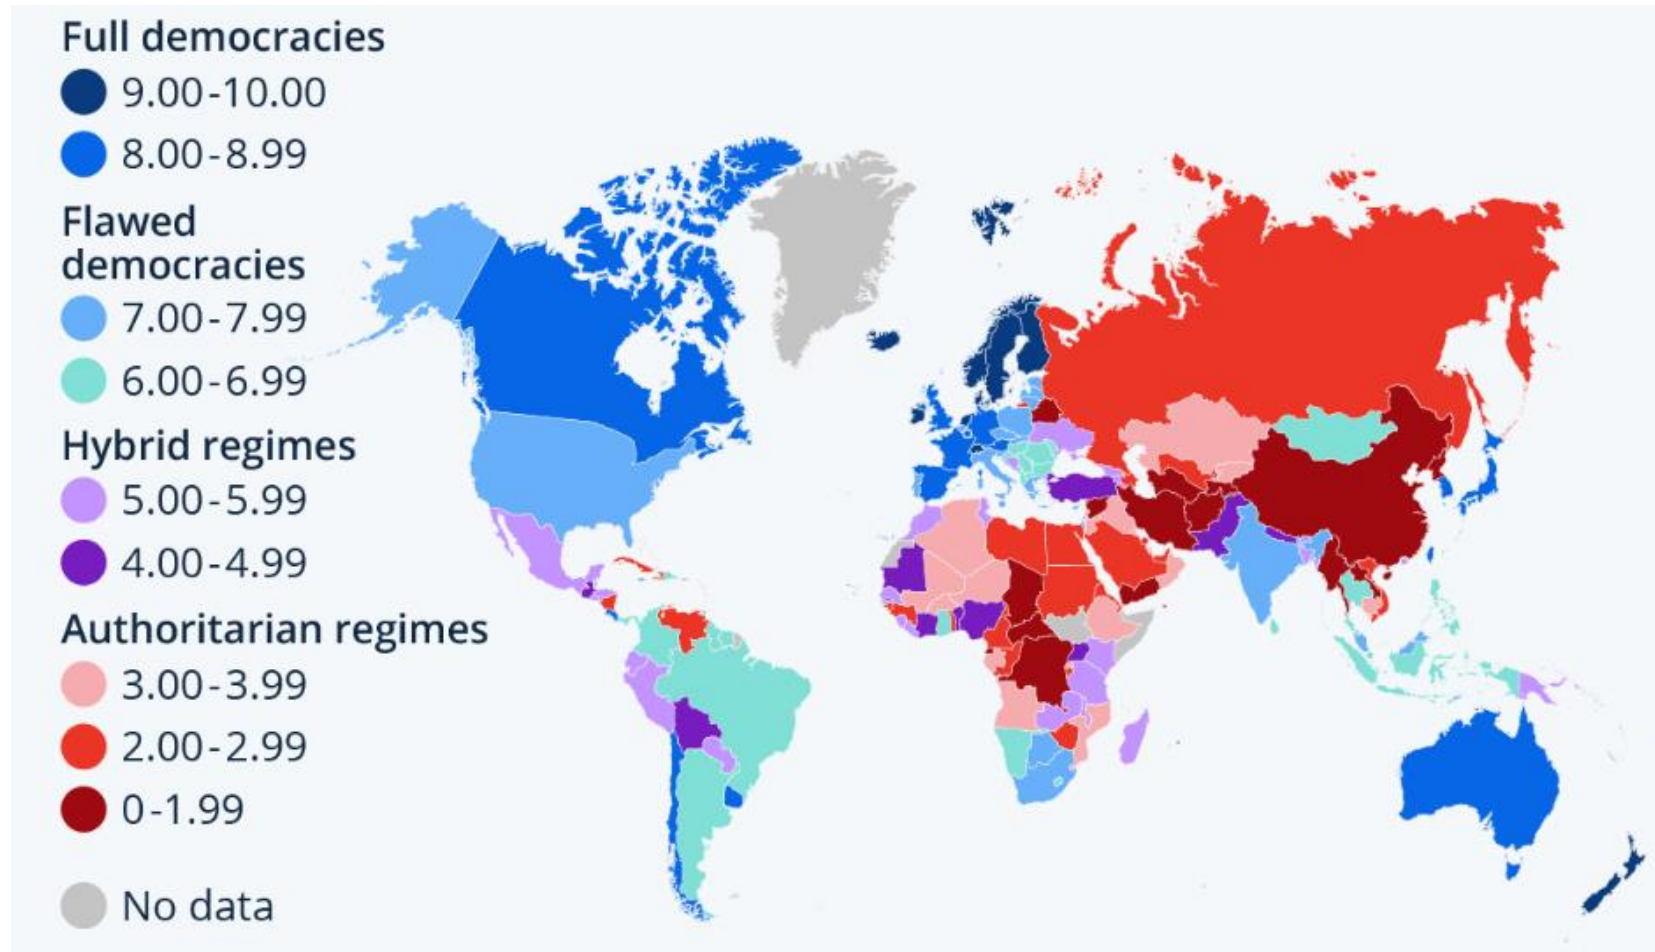 Full democracies
9.00-10.00
8.00-8.99
Flawed
democracies
7.00-7.99
6.00-6.99
Hybrid regimes
5.00-5.99
4.00-4.99
Authoritarian regimes
3.00-3.99
2.00-2.99
0-1.99
No data